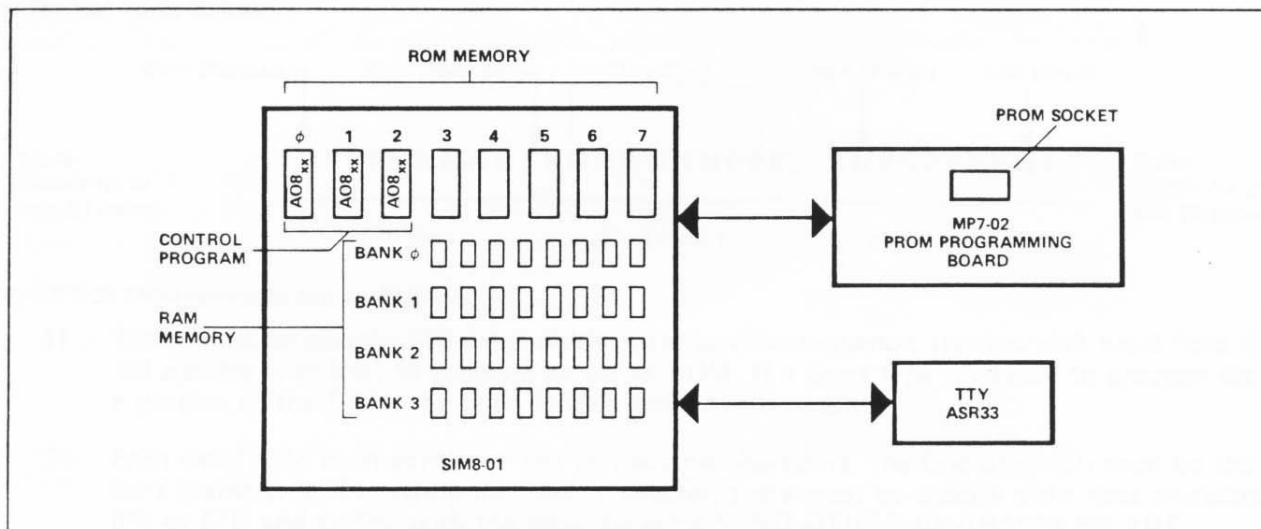 ROM MEMORY
φ 1 2 3 4 5 6 7
AO8xx AO8xx AO8xx
CONTROL
PROGRAM
RAM
MEMORY
BANK φ
BANK 1
BANK 2
BANK 3
SIM8-01
PROM SOCKET
MP7-02
PROM PROGRAMMING
BOARD
TTY
ASR33